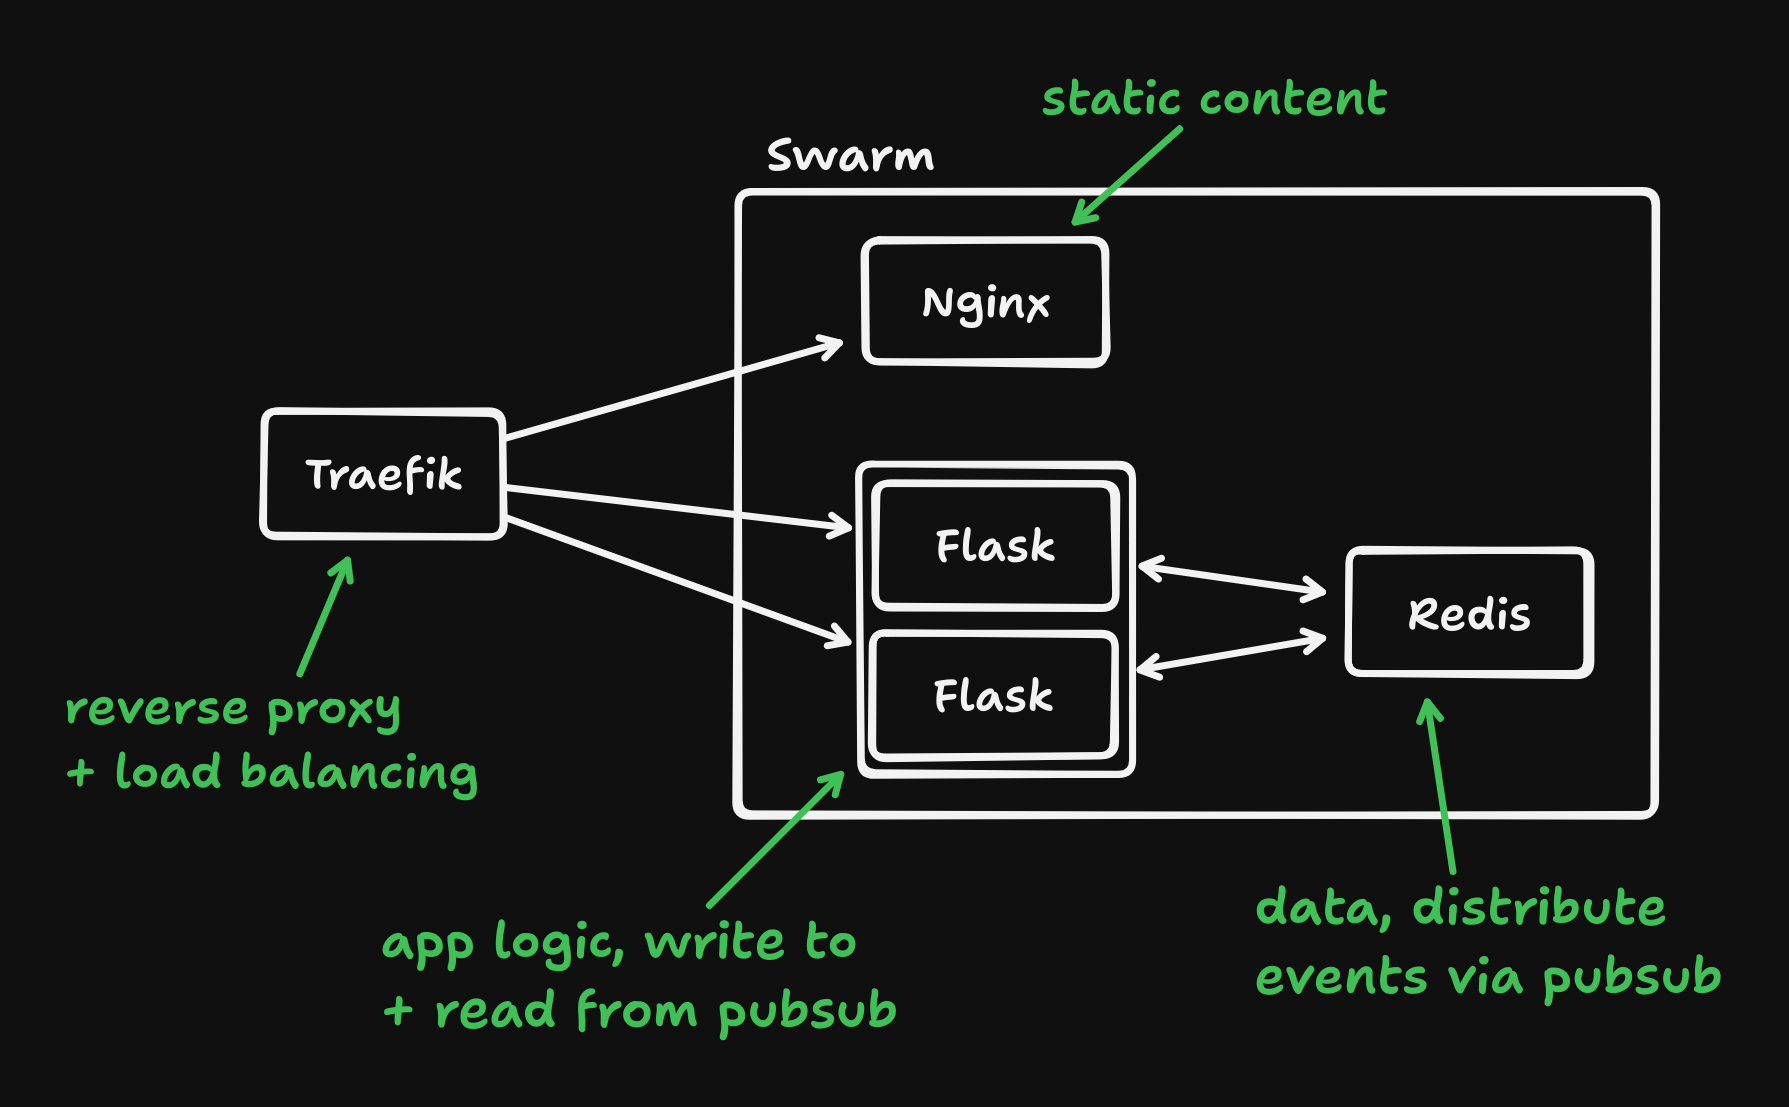 static content
Swarm
Nginx
Traefik
Flask
Flask
Redis
reverse proxy
+ load balancing
app logic, write to
+ read from pubsub
data, distribute
events via pubsub